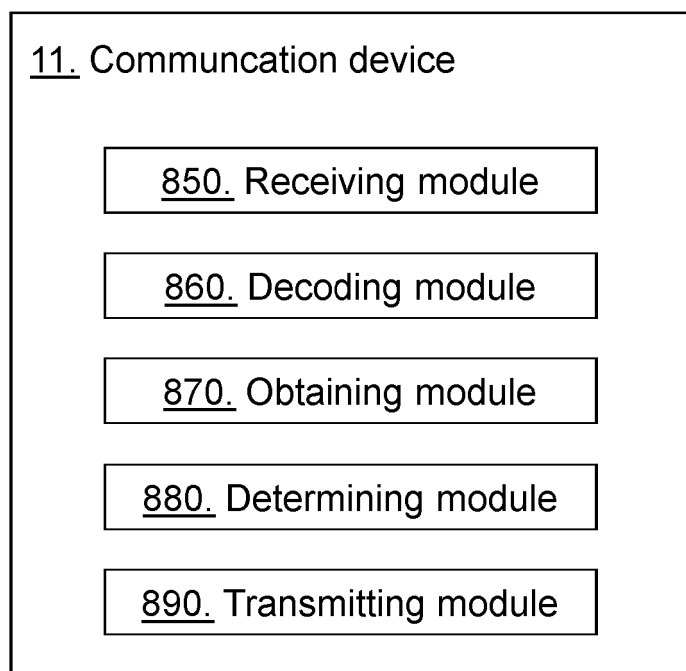 11. Communcation device
850. Receiving module
860. Decoding module
870. Obtaining module
880. Determining module
890. Transmitting module